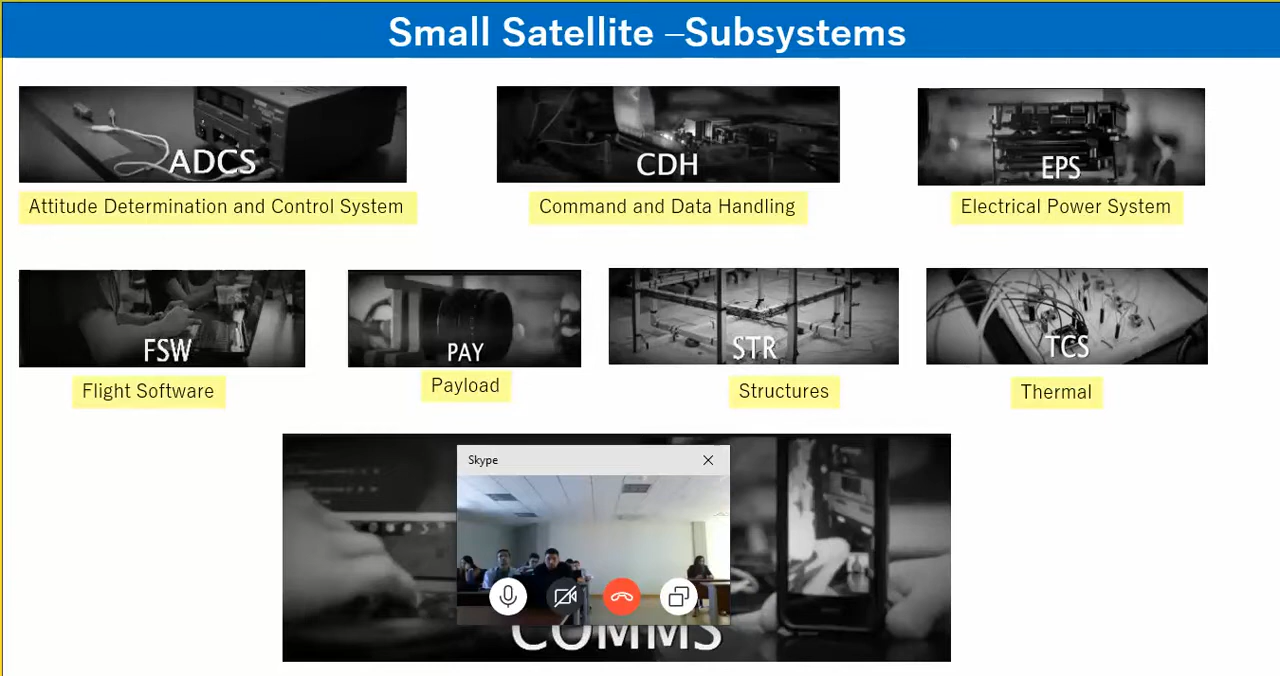 Small Satellite –Subsystems
ADCS
CDH
EPS
Attitude Determination and Control System
Command and Data Handling
Electrical Power System
FSW
PAY
STR
TCS
Flight Software
Payload
Structures
Thermal
Skype
COMMS